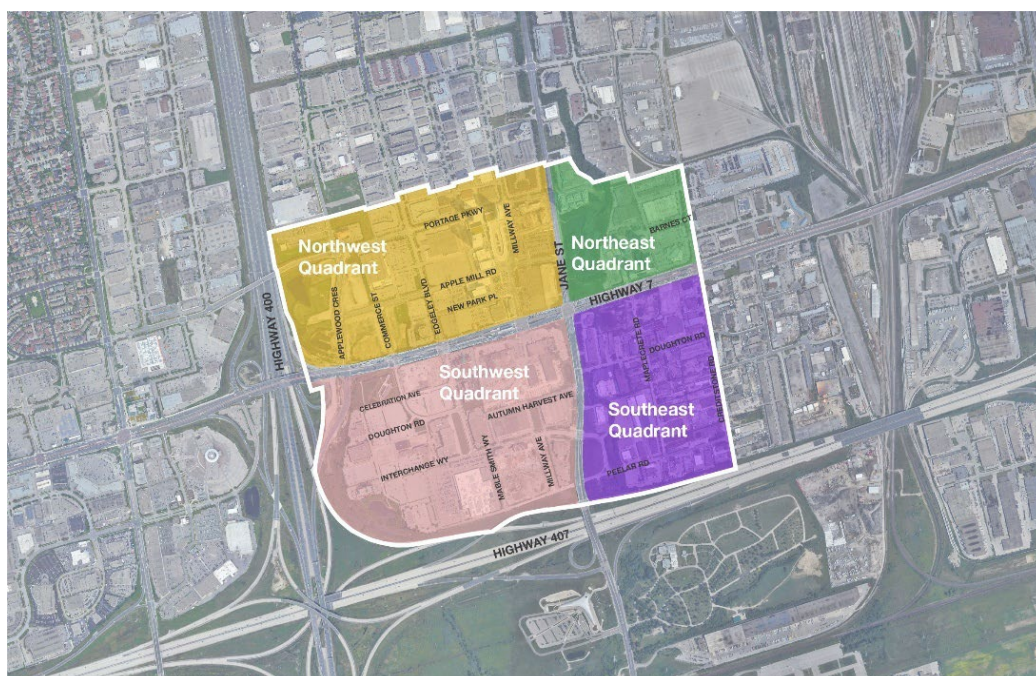 PORTAGE PKWY
MILLWAY AVE
Northwest
Quadrant
APPLEWOOD CRES
COMMERCE ST
EDGELEY BLVD
APPLE MILL RD
NEW PARK PL
JANE ST
Northeast
Quadrant
BARNES CT
HIGHWAY 7
HIGHWAY 400
Southwest
Quadrant
CELEBRATION AVE
DOUGHTON RD
AUTUMN HARVEST AVE
INTERCHANGE WY
MABLE SMITH WY
MILLWAY AVE
MAPLECRETE RD
DOUGHTON RD
CREDITSTONE RD
Southeast
Quadrant
PEELAR RD
HIGHWAY 407